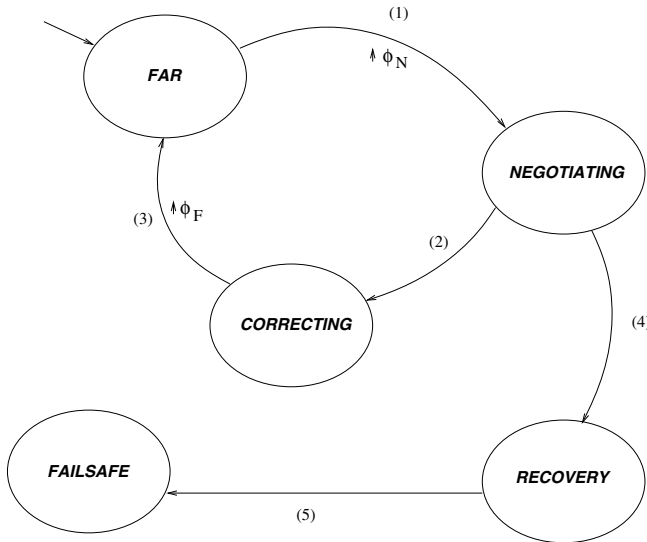 (1)
↑ ϕN
FAR
NEGOTIATING
(3)
↑ ϕF
(2)
CORRECTING
(4)
FAILSAFE
RECOVERY
(5)